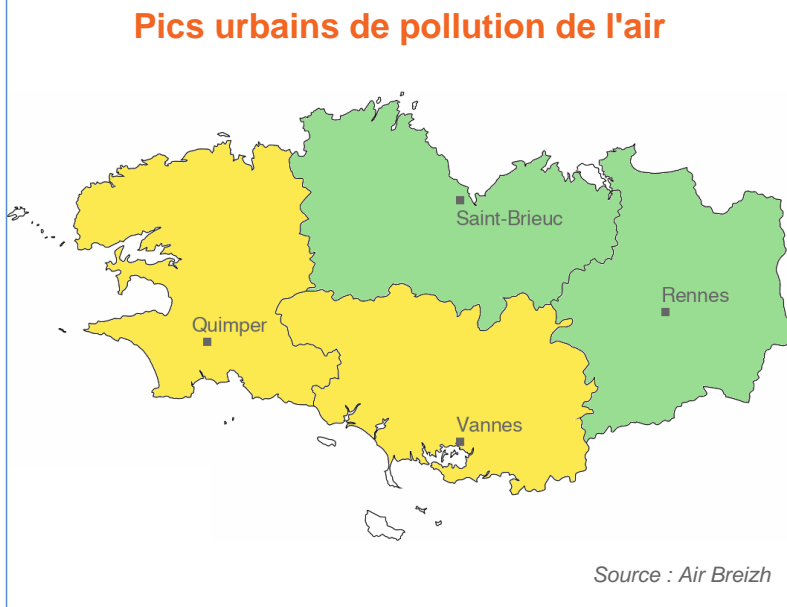 Pics urbains de pollution de l'air
Saint-Brieuc
Rennes
Quimper
Vannes
Source : Air Breizh